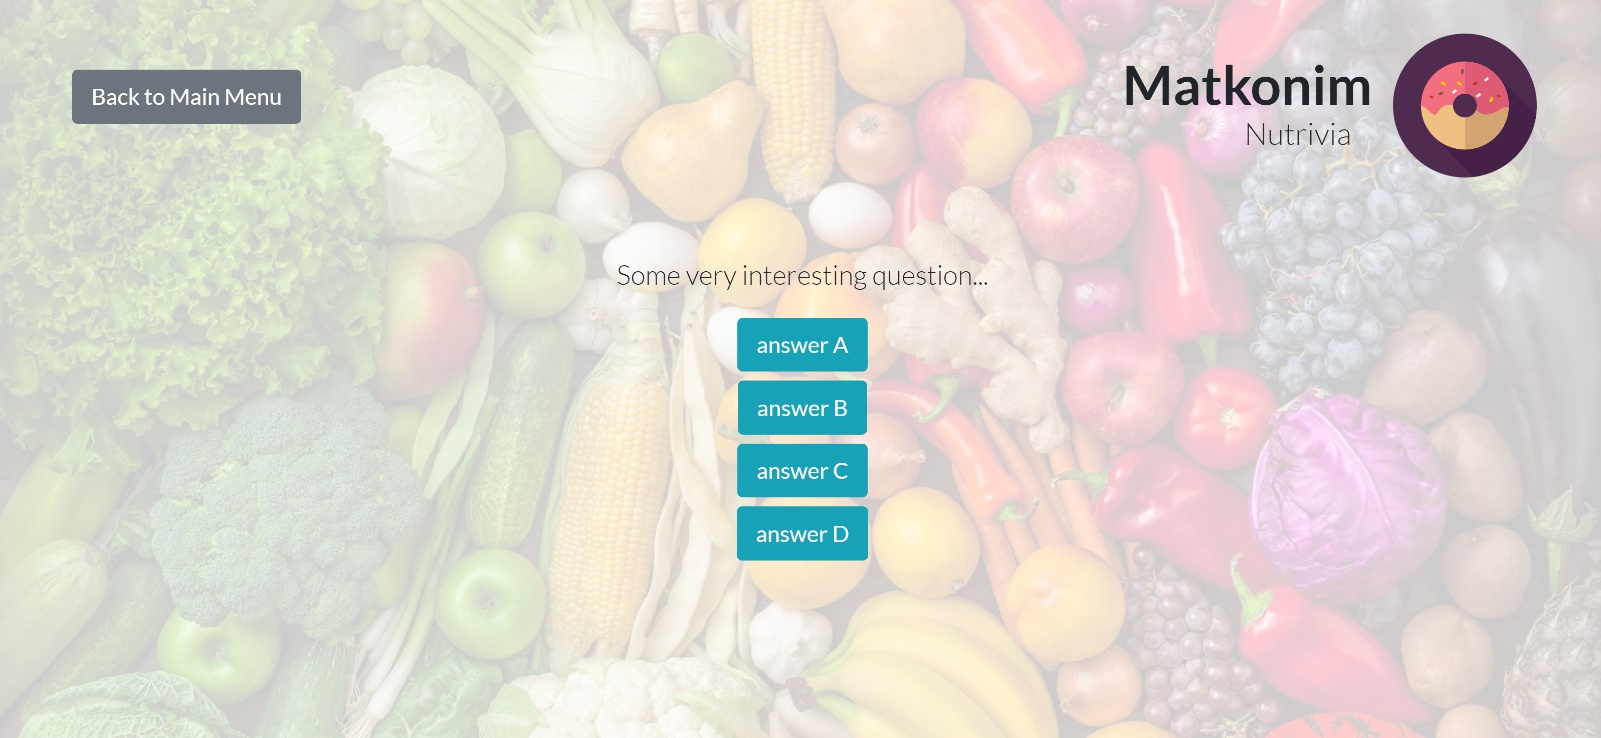 Back to Main Menu
Matkonim
Nutrivia
Some very interesting question...
answer A
answer B
answer C
answer D